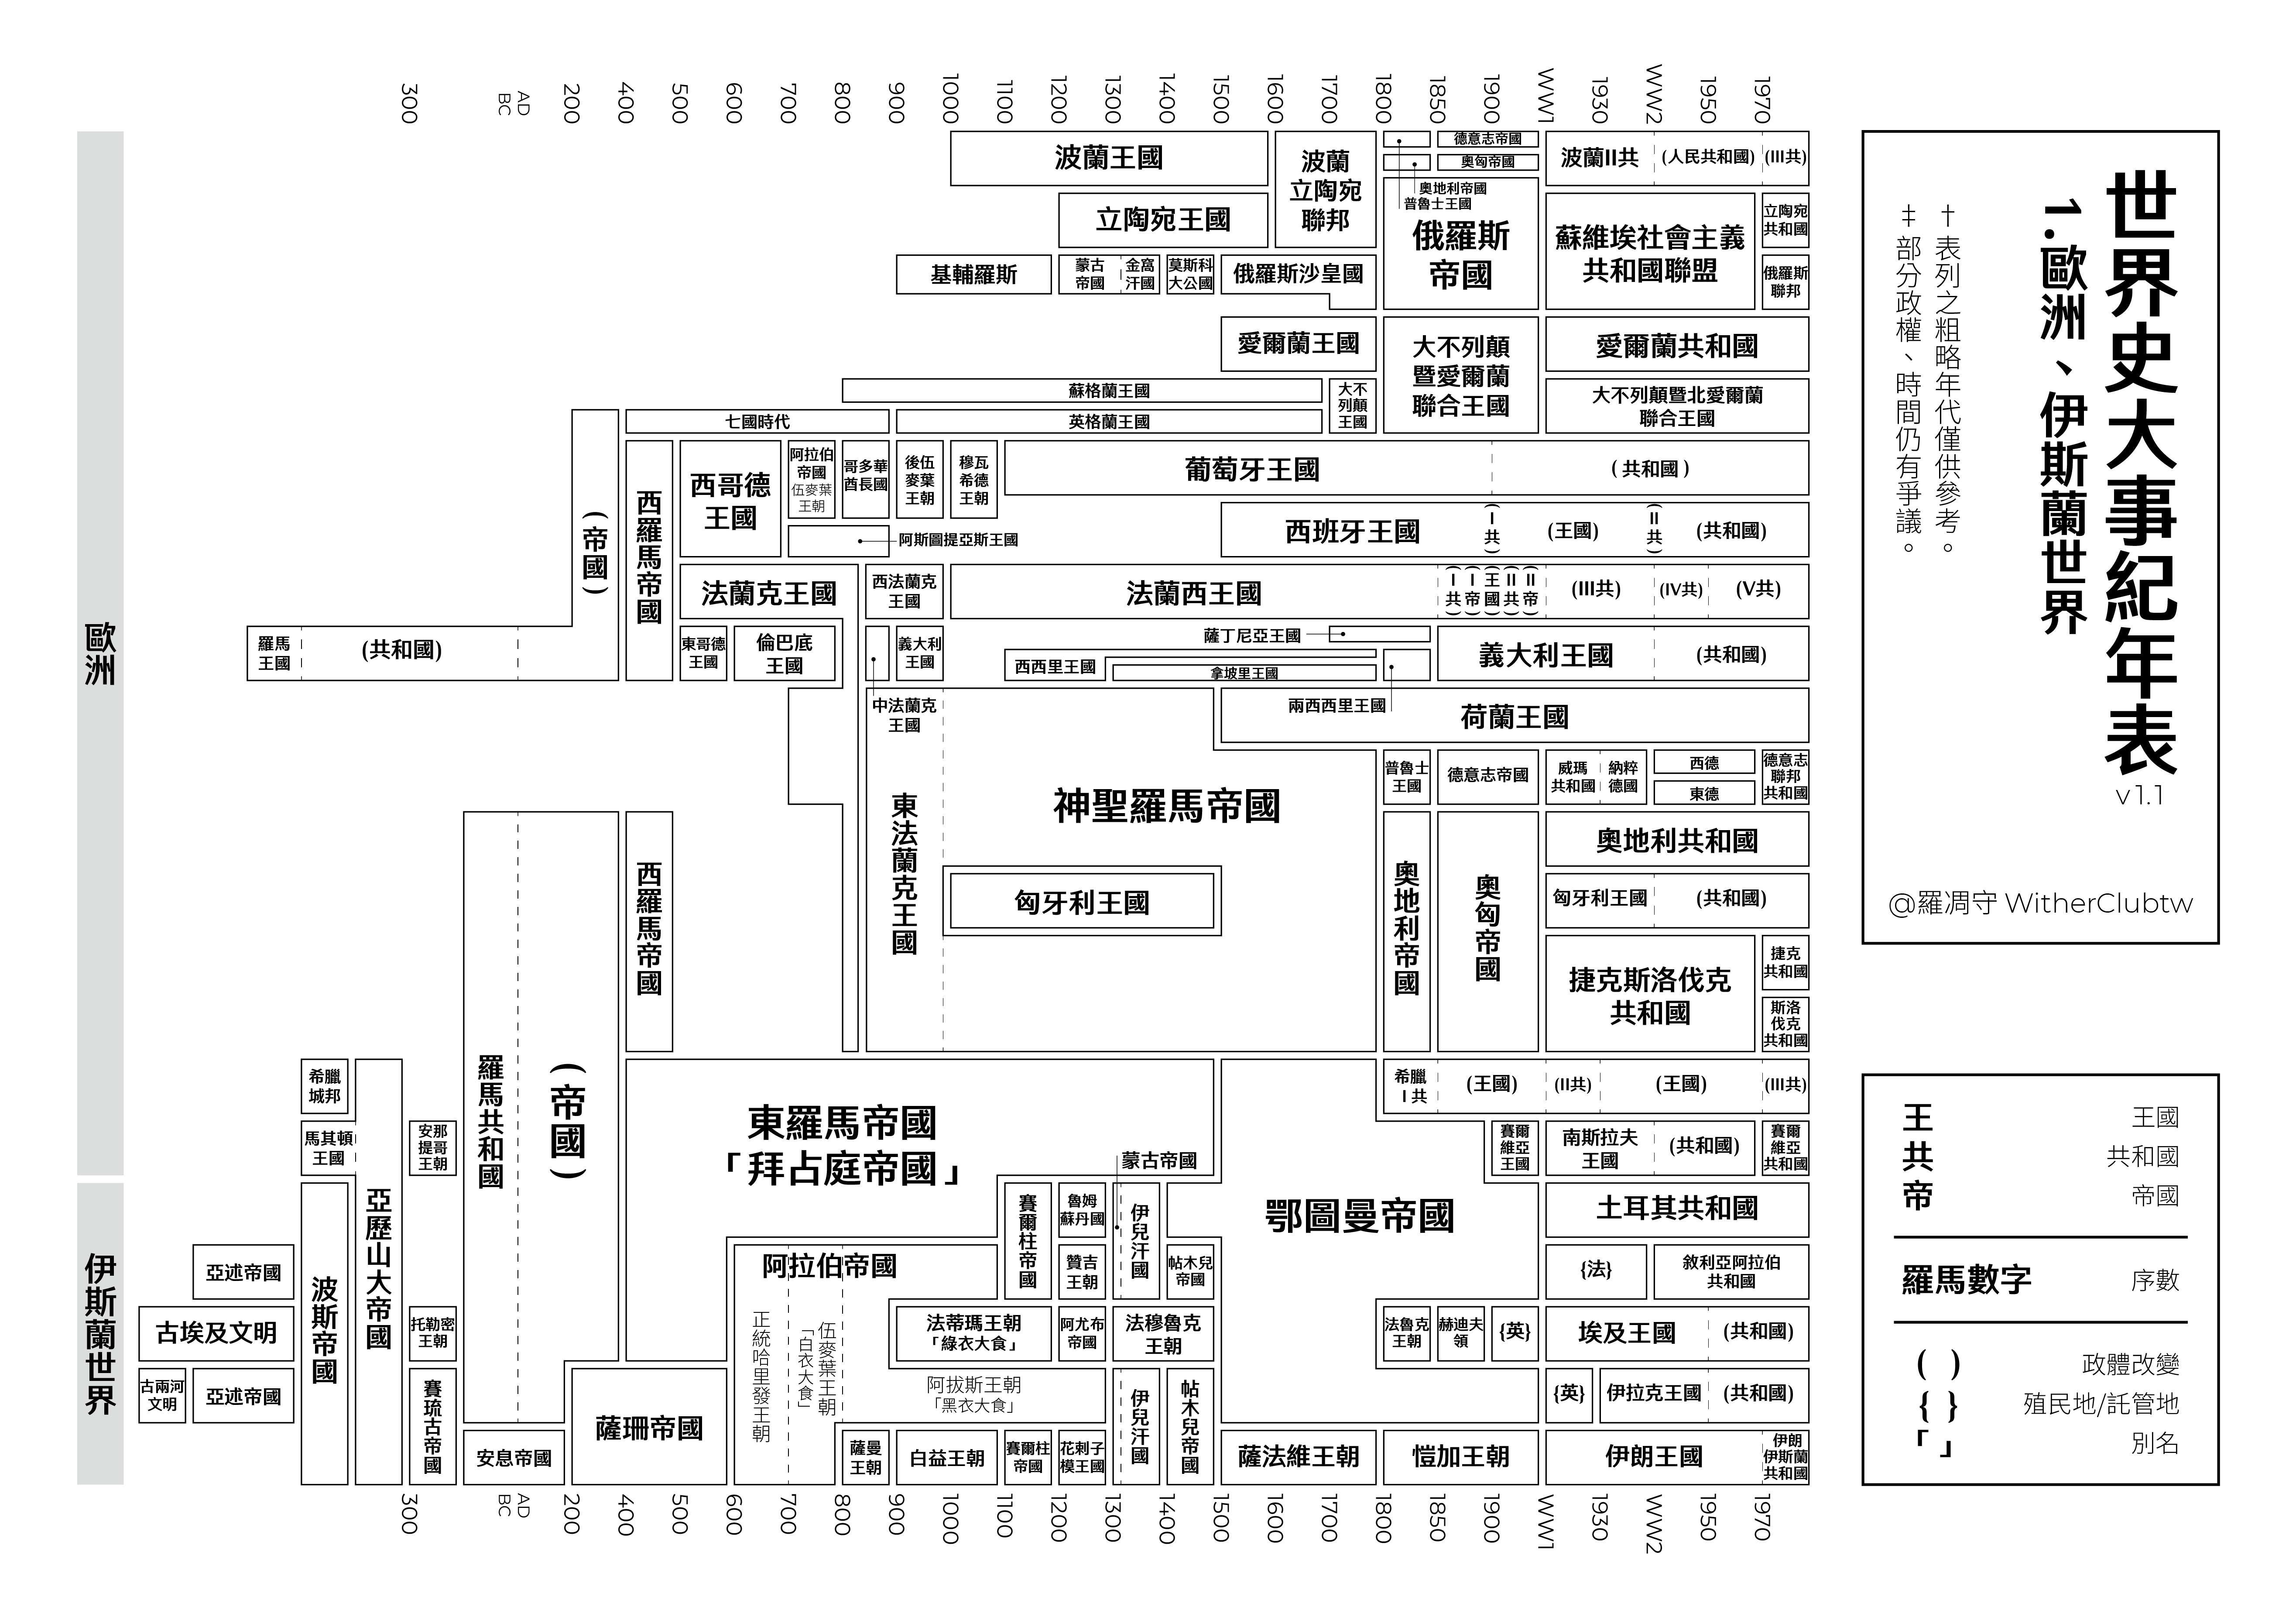 世界史大事紀年表
v 1.1
1. 歐洲、伊斯蘭世界
† 表列之粗略年代僅供參考。
‡ 部分政權、時間仍有爭議。
@羅凋守 WitherClubtw
王 王國
共 共和國
帝 帝國
羅馬數字 序數
( ) 政體改變
{ } 殖民地/託管地
「 」 別名
300
AD
BC
200
400
500
600
700
800
900
1000
1100
1200
1300
1400
1500
1600
1700
1800
1850
1900
WW1
1930
WW2
1950
1970
歐洲
波蘭王國
波蘭
立陶宛
聯邦
德意志帝國
奧匈帝國
奧地利帝國
普魯士王國
波蘭II共
(人民共和國)
(III共)
立陶宛王國
俄羅斯
帝國
蘇維埃社會主義
共和國聯盟
立陶宛
共和國
基輔羅斯
蒙古
帝國
金窩
汗國
莫斯科
大公國
俄羅斯沙皇國
俄羅斯
聯邦
愛爾蘭王國
大不列顛
暨愛爾蘭
聯合王國
愛爾蘭共和國
蘇格蘭王國
大不
列顛
王國
大不列顛暨北愛爾蘭
聯合王國
七國時代
英格蘭王國
(帝國)
西羅馬帝國
西哥德
王國
阿拉伯
帝國
伍麥葉
王朝
哥多華
酋長國
後伍
麥葉
王朝
穆瓦
希德
王朝
葡萄牙王國
(共和國)
阿斯圖提亞斯王國
西班牙王國
(I共)
(王國)
(II共)
(共和國)
法蘭克王國
西法蘭克
王國
法蘭西王國
(I共)
(I帝)
(王國)
(II共)
(II帝)
(III共)
(IV共)
(V共)
羅馬
王國
(共和國)
東哥德
王國
倫巴底
王國
義大利
王國
薩丁尼亞王國
西西里王國
拿坡里王國
義大利王國
(共和國)
中法蘭克
王國
兩西西里王國
荷蘭王國
東法蘭克王國
神聖羅馬帝國
普魯士
王國
德意志帝國
威瑪
共和國
納粹
德國
西德
東德
德意志
聯邦
共和國
西羅馬帝國
奧地利帝國
奧匈帝國
奧地利共和國
匈牙利王國
匈牙利王國
(共和國)
捷克斯洛伐克
共和國
捷克
共和國
斯洛
伐克
共和國
希臘
城邦
亞歷山大帝國
羅馬共和國
(帝國)
東羅馬帝國
「拜占庭帝國」
鄂圖曼帝國
希臘
I共
(王國)
(II共)
(王國)
(III共)
馬其頓
王國
安那
提哥
王朝
蒙古帝國
賽爾
維亞
王國
南斯拉夫
王國
(共和國)
賽爾
維亞
共和國
伊斯蘭世界
波斯帝國
賽爾柱帝國
魯姆
蘇丹國
伊兒汗國
土耳其共和國
亞述帝國
阿拉伯帝國
贊吉
王朝
帖木兒
帝國
{法}
敘利亞阿拉伯
共和國
古埃及文明
托勒密
王朝
正統哈里發王朝
伍麥葉王朝
「白衣大食」
法蒂瑪王朝
「綠衣大食」
阿尤布
帝國
法穆魯克
王朝
法魯克
王朝
赫迪夫
領
{英}
埃及王國
(共和國)
古兩河
文明
亞述帝國
賽琉古帝國
薩珊帝國
阿拔斯王朝
「黑衣大食」
伊兒汗國
帖木兒帝國
{英}
伊拉克王國
(共和國)
安息帝國
薩曼
王朝
白益王朝
賽爾柱
帝國
花剌子
模王國
薩法維王朝
愷加王朝
伊朗王國
伊朗
伊斯蘭
共和國
300
AD
BC
200
400
500
600
700
800
900
1000
1100
1200
1300
1400
1500
1600
1700
1800
1850
1900
WW1
1930
WW2
1950
1970